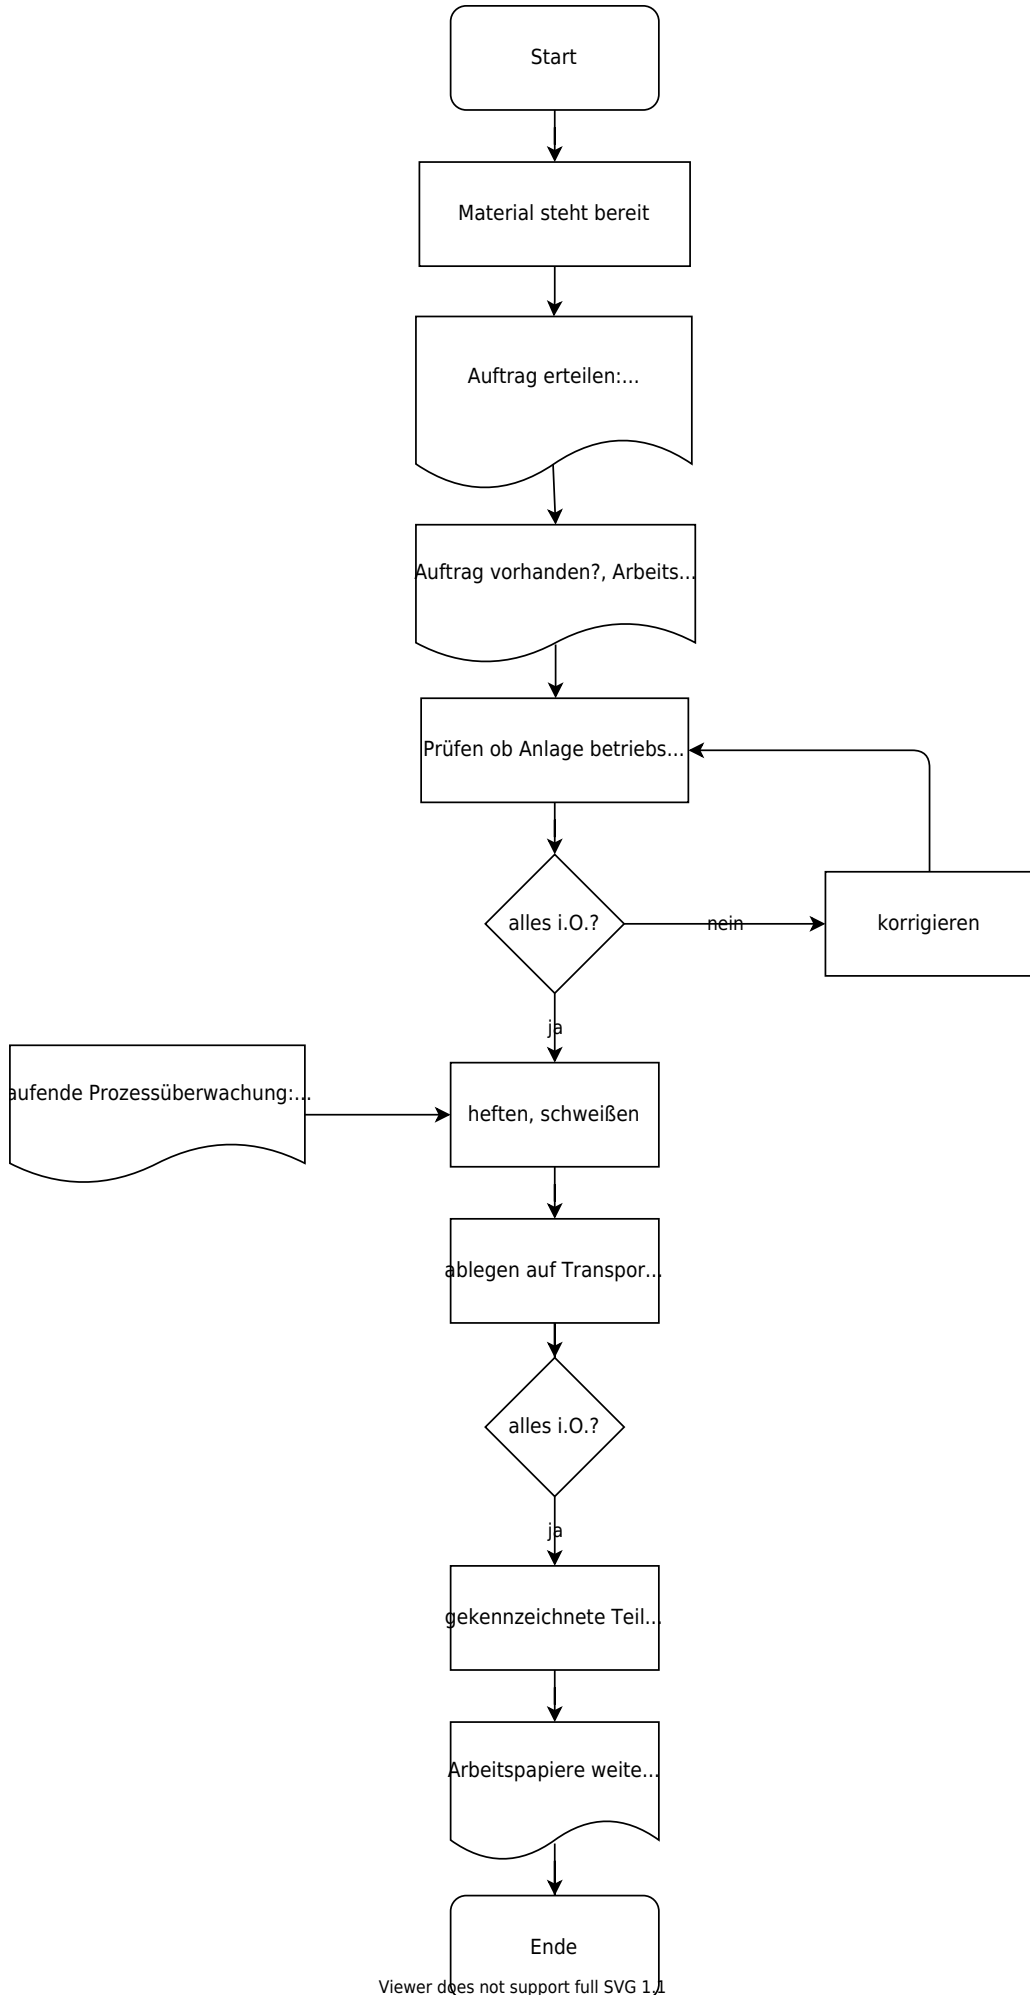 Start
Material steht bereit
Auftrag erteilen:...
Auftrag vorhanden?, Arbeits...
Prüfen ob Anlage betriebs...
alles i.O.?
nein
korrigieren
ja
aufende Prozessüberwachung:...
heften, schweißen
ablegen auf Transpor...
alles i.O.?
ja
gekennzeichnete Teil...
Arbeitspapiere weite...
Ende
Viewer does not support full SVG 1.1